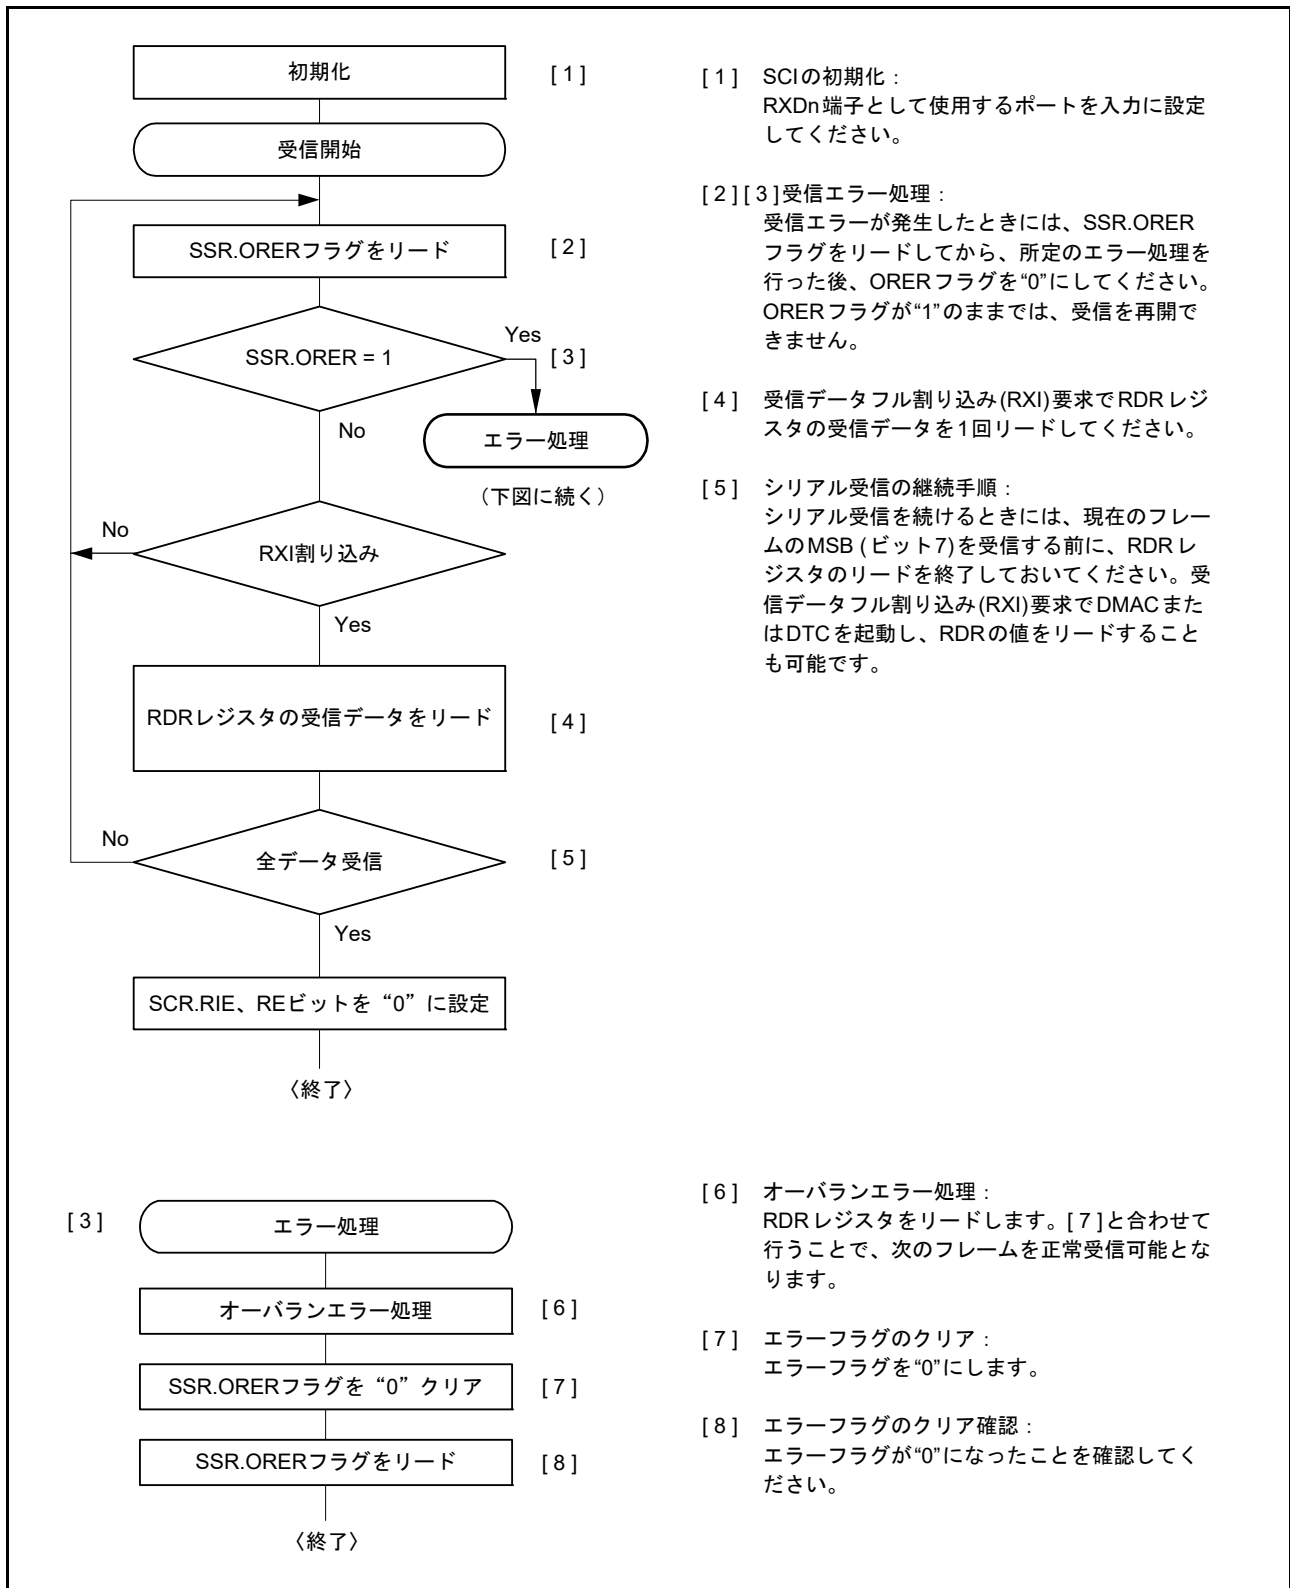 初期化
[ 1 ]
受信開始
SSR.ORERフラグをリード
[ 2 ]
SSR.ORER = 1
Yes
[ 3 ]
No
エラー処理
（下図に続く）
No
RXI割り込み
Yes
RDRレジスタの受信データをリード
[ 4 ]
No
全データ受信
[ 5 ]
Yes
SCR.RIE、REビットを“0”に設定
〈終了〉
[ 1 ] SCIの初期化：
RXDn端子として使用するポートを入力に設定
してください。
[ 2 ][ 3 ]受信エラー処理：
受信エラーが発生したときには、SSR.ORER
フラグをリードしてから、所定のエラー処理を
行った後、ORERフラグを“0”にしてください。
ORERフラグが“1”のままでは、受信を再開で
きません。
[ 4 ] 受信データフル割り込み(RXI)要求でRDRレジ
スタの受信データを1回リードしてください。
[ 5 ] シリアル受信の継続手順：
シリアル受信を続けるときには、現在のフレー
ムのMSB (ビット7)を受信する前に、RDRレ
ジスタのリードを終了しておいてください。受
信データフル割り込み(RXI)要求でDMACまた
はDTCを起動し、RDRの値をリードすること
も可能です。
[ 3 ]
エラー処理
オーバランエラー処理
[ 6 ]
SSR.ORERフラグを“0”クリア
[ 7 ]
SSR.ORERフラグをリード
[ 8 ]
〈終了〉
[ 6 ] オーバランエラー処理：
RDRレジスタをリードします。[ 7 ]と合わせて
行うことで、次のフレームを正常受信可能とな
ります。
[ 7 ] エラーフラグのクリア：
エラーフラグを“0”にします。
[ 8 ] エラーフラグのクリア確認：
エラーフラグが“0”になったことを確認してく
ださい。